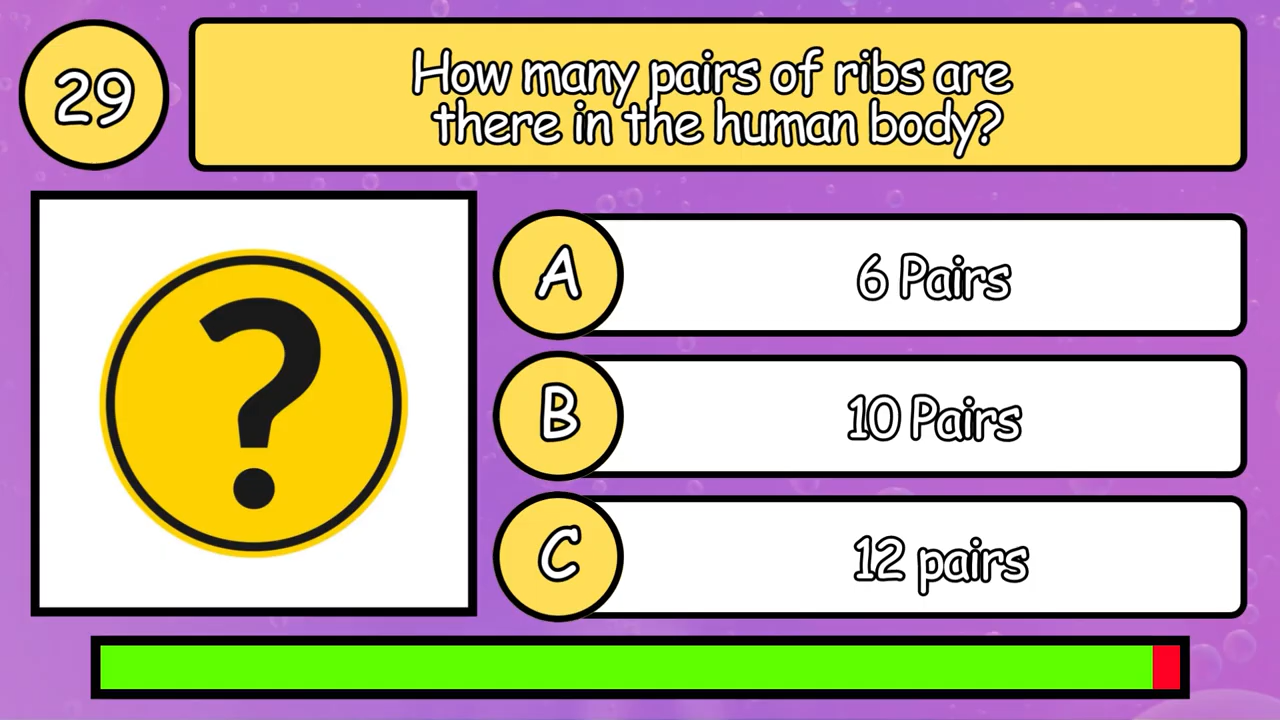 29
How many pairs of ribs are
there in the human body?
?
A
6 Pairs
B
10 Pairs
C
12 pairs